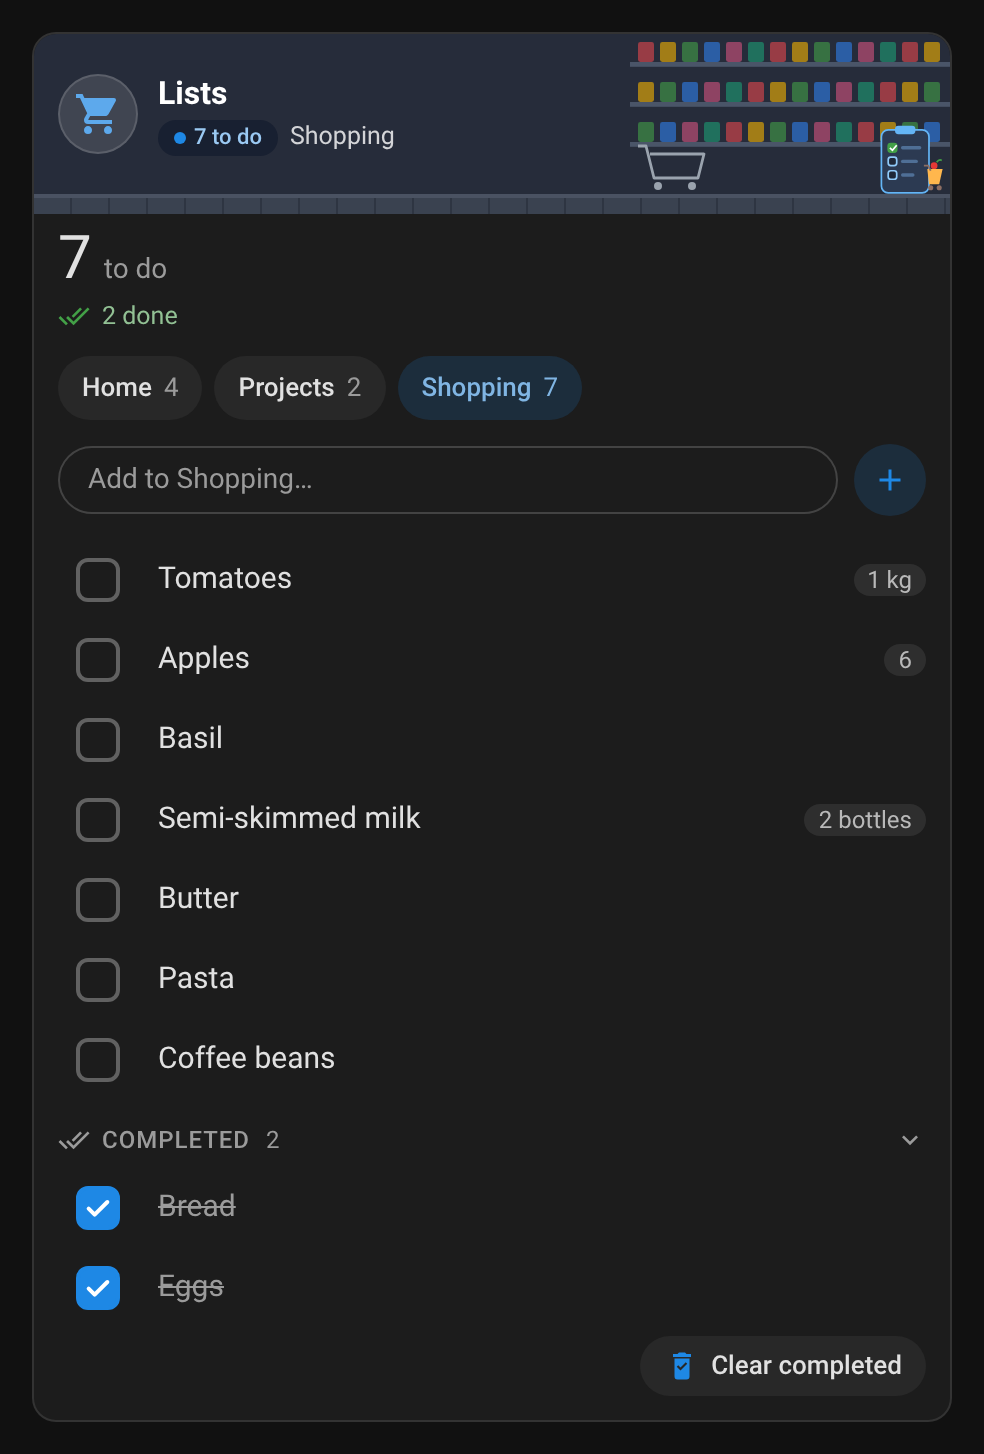 Lists
7 to do Shopping
7 to do
2 done
Home 4 Projects 2 Shopping 7
Add to Shopping...
Tomatoes 1 kg
Apples 6
Basil
Semi-skimmed milk 2 bottles
Butter
Pasta
Coffee beans
COMPLETED 2
Bread
Eggs
Clear completed